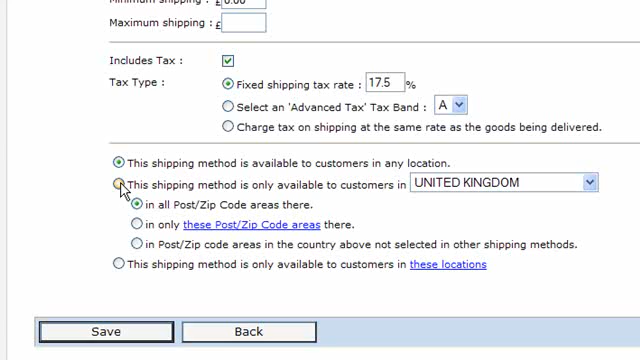 Minimum shipping : £ 0.00
Maximum shipping : £
Includes Tax :
Tax Type : Fixed shipping tax rate : 17.5 %
Select an 'Advanced Tax' Tax Band : A
Charge tax on shipping at the same rate as the goods being delivered.
This shipping method is available to customers in any location.
This shipping method is only available to customers in UNITED KINGDOM
in all Post/Zip Code areas there.
in only these Post/Zip Code areas there.
in Post/Zip code areas in the country above not selected in other shipping methods.
This shipping method is only available to customers in these locations
Save Back